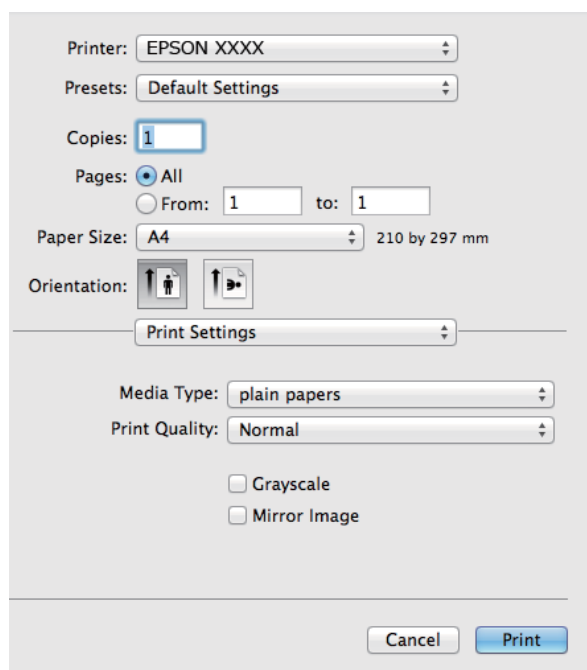 Printer: EPSON XXXX
Presets: Default Settings
Copies: 1
Pages: All
From: 1 to: 1
Paper Size: A4 210 by 297 mm
Orientation:
Print Settings
Media Type: plain papers
Print Quality: Normal
Grayscale
Mirror Image
Cancel Print